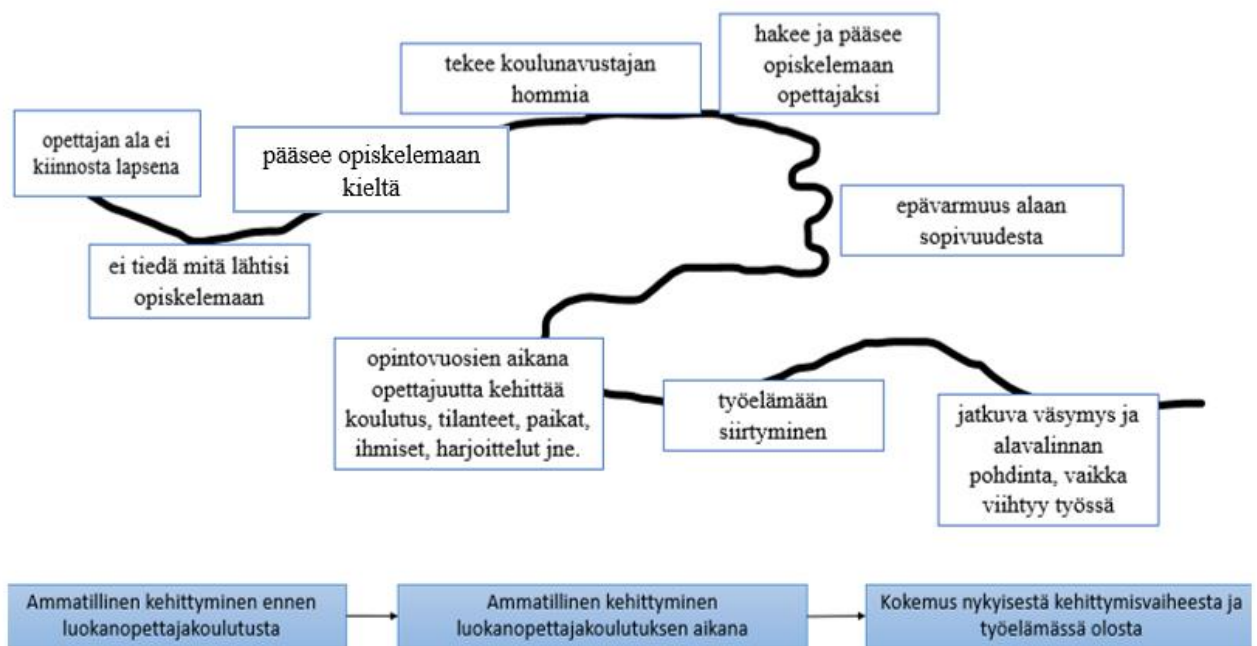 opettajan ala ei
kiinnosta lapsena
ei tiedä mitä lähtisi
opiskelemaan
pääsee opiskelemaan
kieltä
tekee koulunavustajan
hommia
hakee ja pääsee
opiskelemaan
opettajaksi
epävarmuus alaan
sopivuudesta
opintovuosien aikana
opettajuutta kehittää
koulutus, tilanteet, paikat,
ihmiset, harjoittelut jne.
työelämään
siirtyminen
jatkuva väsymys ja
alavalinnan
pohdinta, vaikka
viihtyy työssä
Ammatillinen kehittyminen ennen
luokanopettajakoulutusta
Ammatillinen kehittyminen
luokanopettajakoulutuksen aikana
Kokemus nykyisestä kehittymisvaiheesta ja
työelämässä olosta